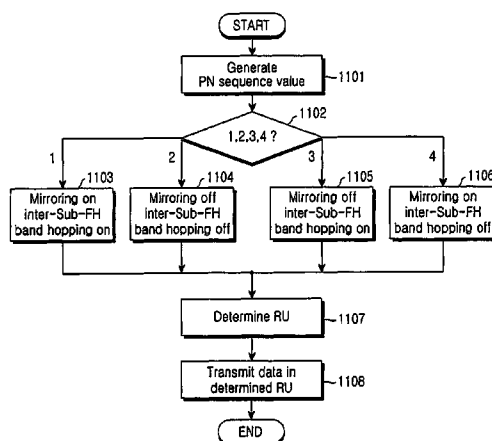 START
Generate
PN sequence value
1101
1102
1,2,3,4 ?
1
2
3
4
1103
1104
1105
1106
Mirroring on
inter-Sub-FH
band hopping on
Mirroring off
inter-Sub-FH
band hopping off
Mirroring off
inter-Sub-FH
band hopping on
Mirroring on
inter-Sub-FH
band hopping off
Determine RU
1107
Transmit data in
determined RU
1108
END